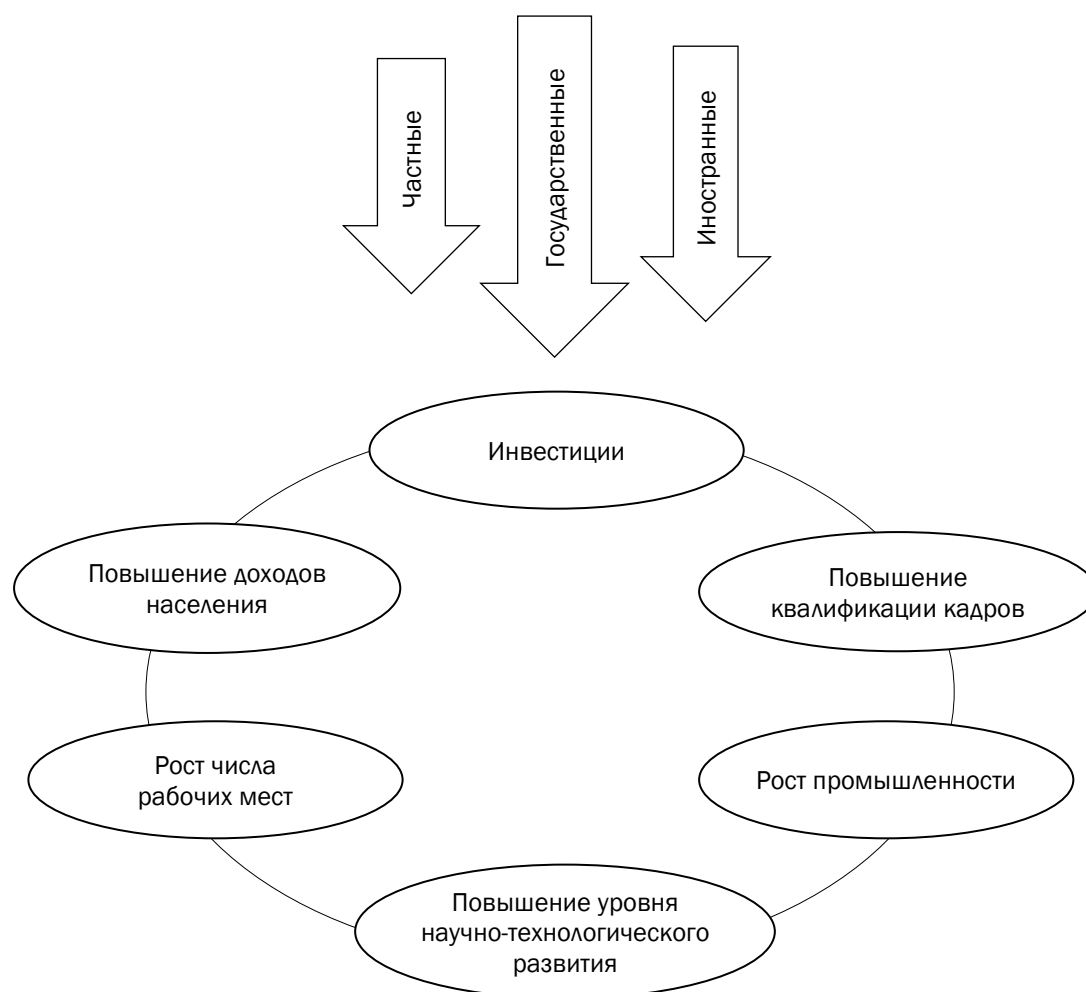 Частные
Государственные
Иностранные
Инвестиции
Повышение доходов
населения
Повышение
квалификации кадров
Рост числа
рабочих мест
Рост промышленности
Повышение уровня
научно-технологического
развития